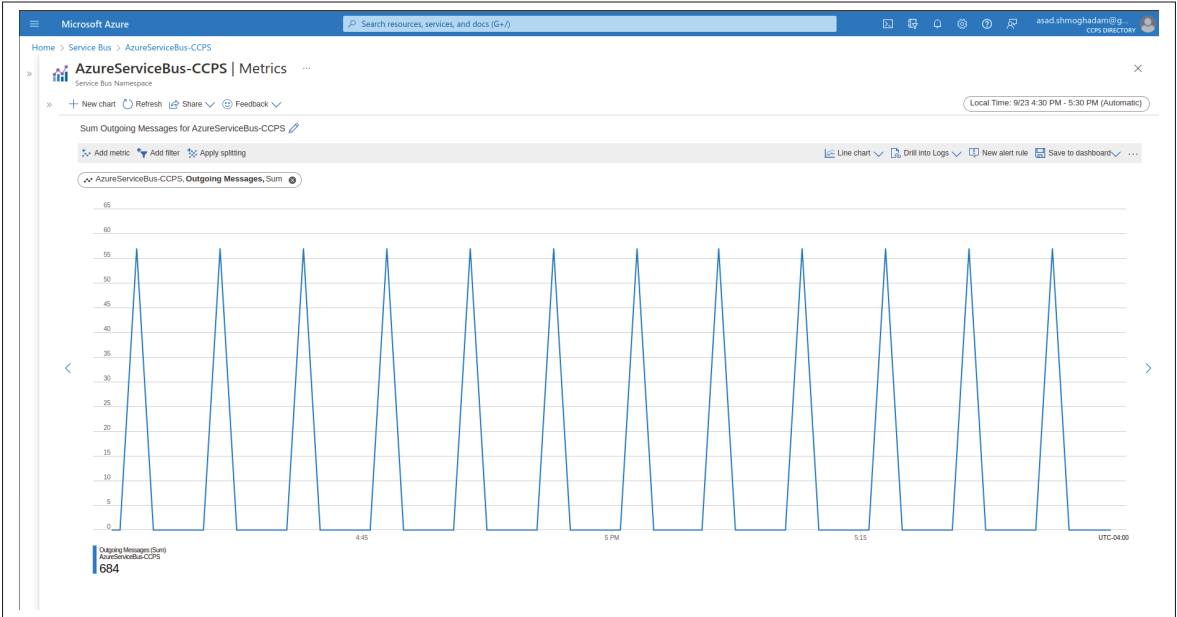 Microsoft Azure
Search resources, services, and docs (G+/)
asad.shmoghadam@g...
CCPS DIRECTORY
Home > Service Bus > AzureServiceBus-CCPS
AzureServiceBus-CCPS | Metrics ...
Service Bus Namespace
New chart Refresh Share Feedback
Local Time: 9/23 4:30 PM - 5:30 PM (Automatic)
Sum Outgoing Messages for AzureServiceBus-CCPS
Add metric Add filter Apply splitting
Line chart Drill into Logs New alert rule Save to dashboard ...
AzureServiceBus-CCPS, Outgoing Messages, Sum
65
60
55
50
45
40
35
30
25
20
15
10
5
0
4:45 5 PM 5:15 UTC-04:00
Outgoing Messages (Sum)
AzureServiceBus-CCPS
684